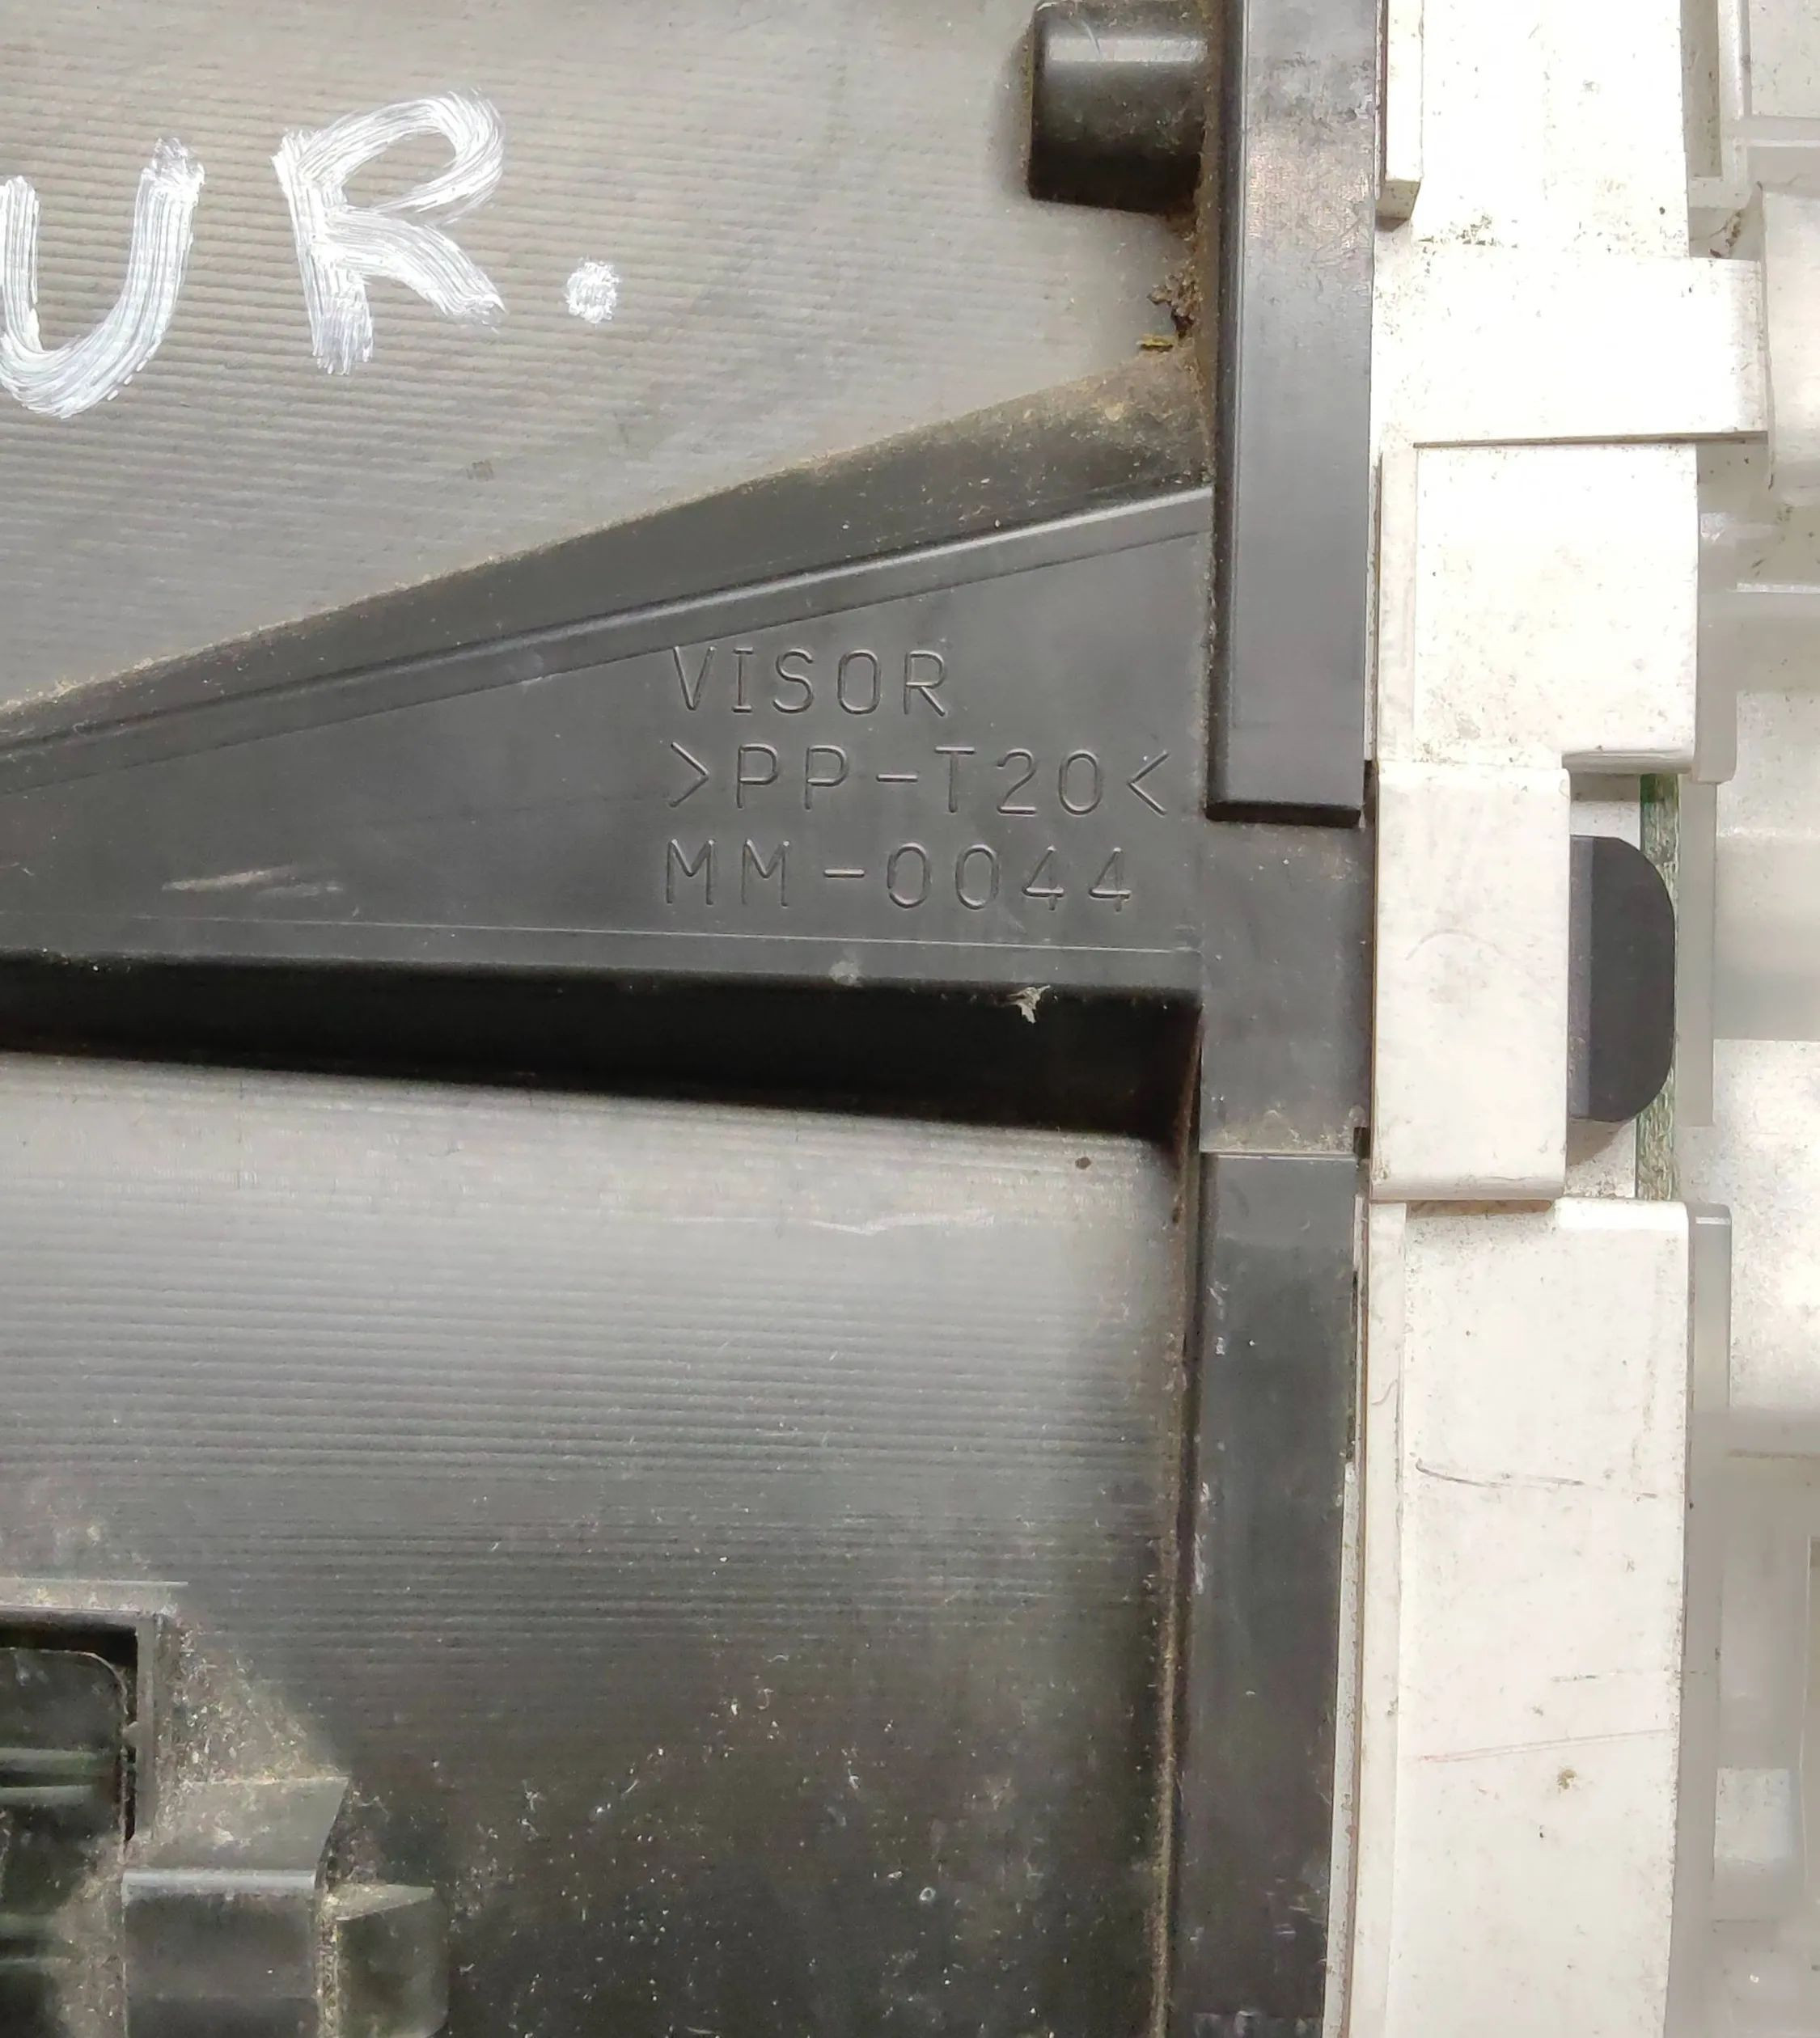 UR.
VISOR
>PP-T20<
MM-0044